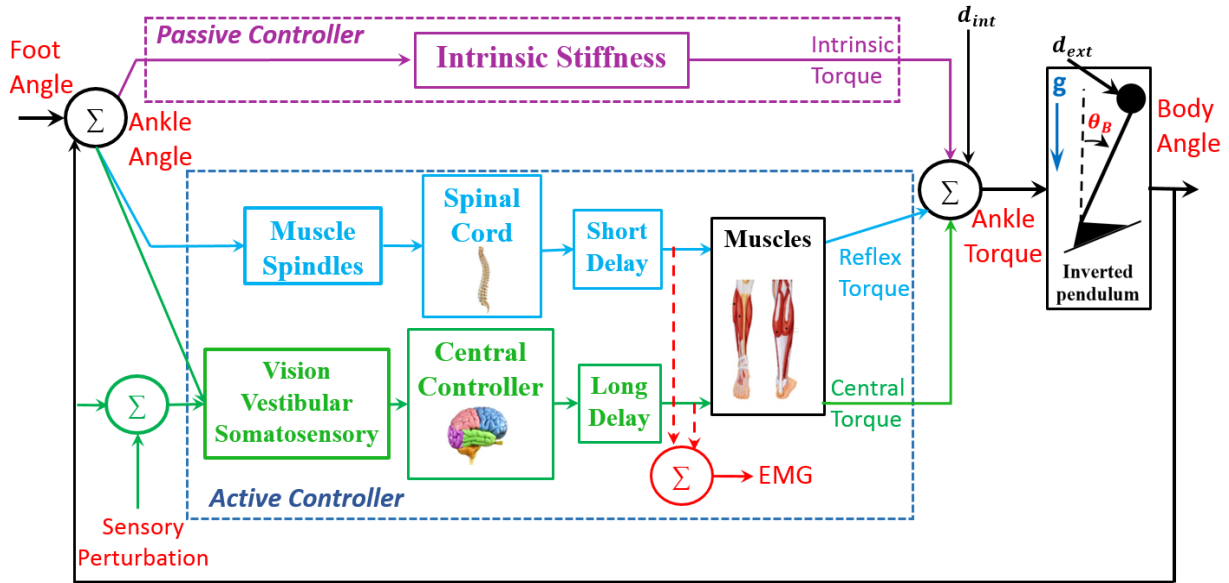 Passive Controller
Foot
Angle
Σ
Ankle
Angle
Intrinsic Stiffness
Intrinsic
Torque
d_int
d_ext
g
θ_B
Body
Angle
Inverted
pendulum
Σ
Ankle
Torque
Muscle
Spindles
Spinal
Cord
Short
Delay
Muscles
Reflex
Torque
Σ
Vision
Vestibular
Somatosensory
Central
Controller
Long
Delay
Central
Torque
Σ
EMG
Active Controller
Sensory
Perturbation